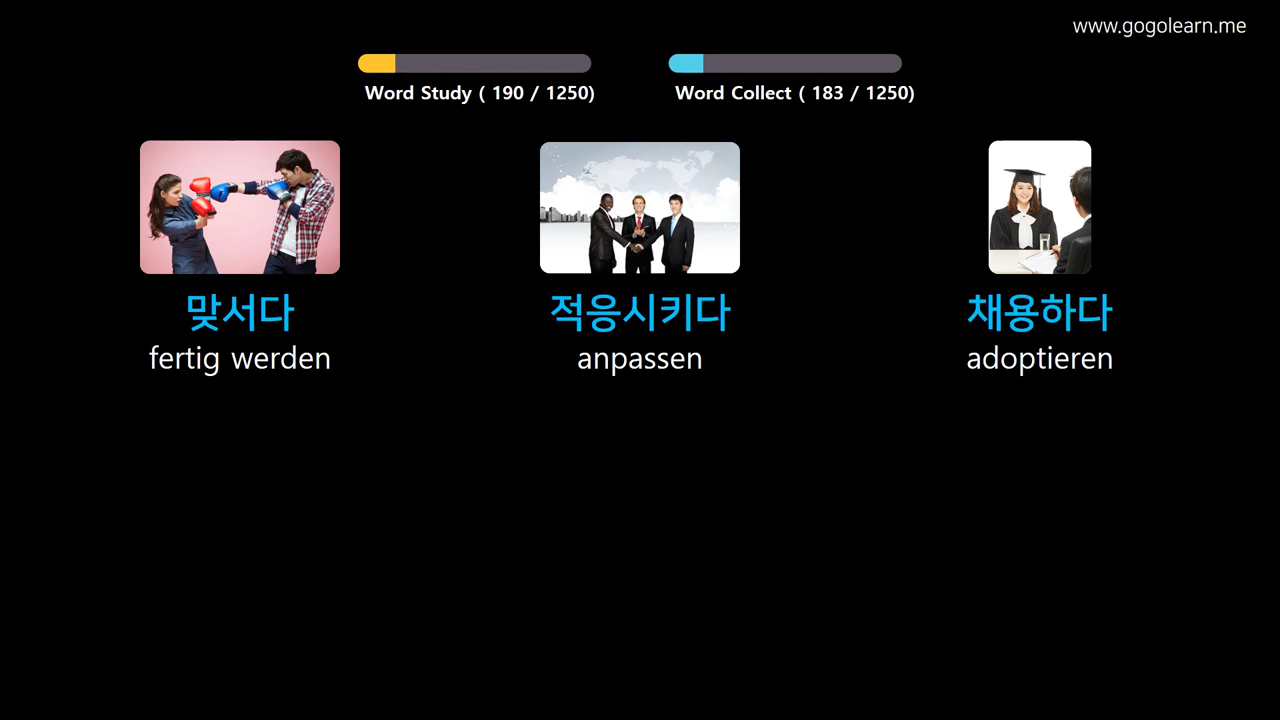 www.gogolearn.me
Word Study ( 190 / 1250)
Word Collect ( 183 / 1250)
맞서다
fertig werden
적응시키다
anpassen
채용하다
adoptieren